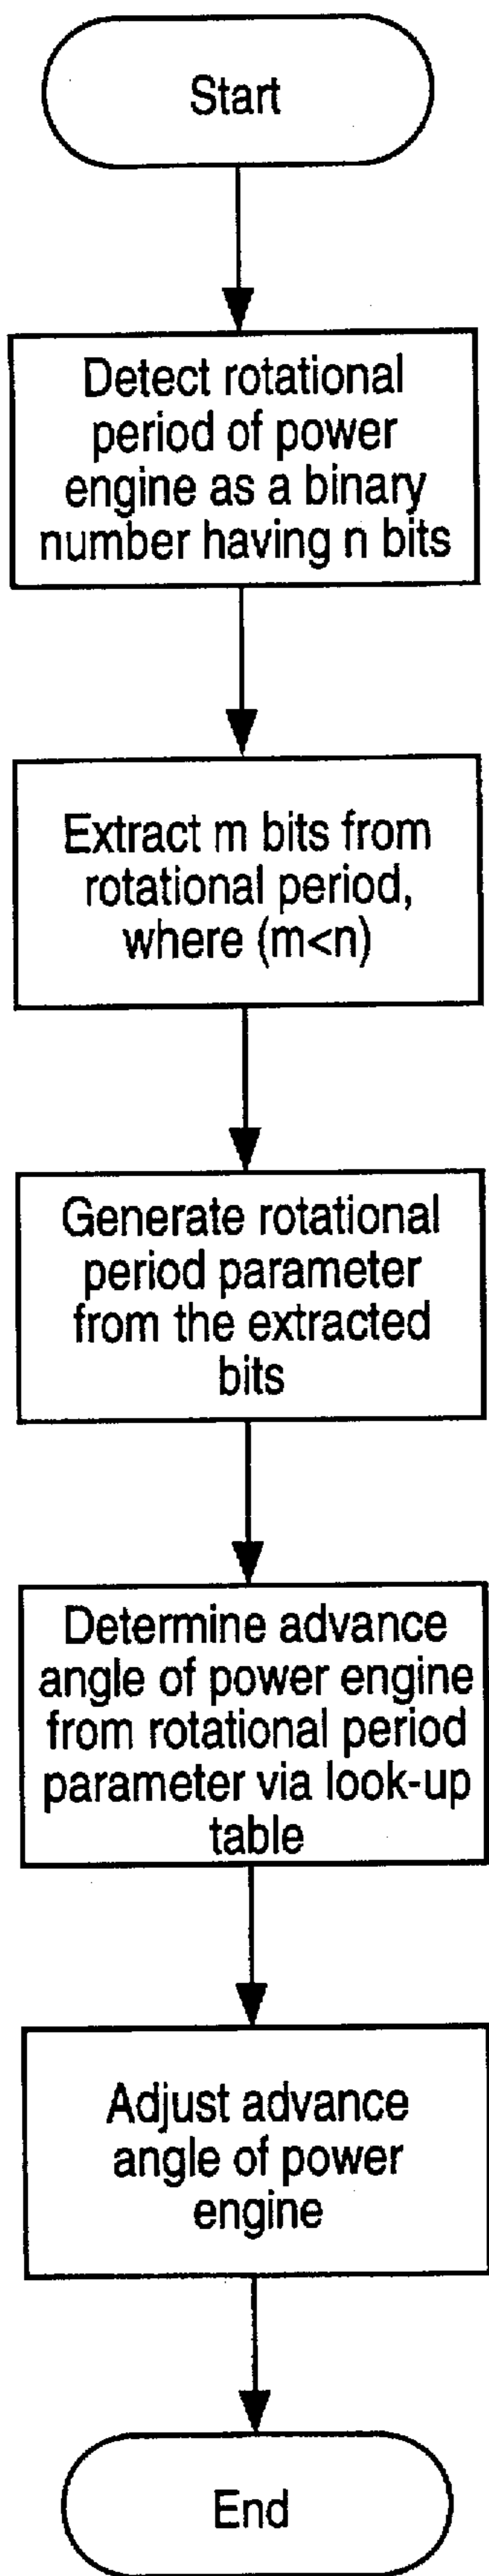 Start
Detect rotational
period of power
engine as a binary
number having n bits
Extract m bits from
rotational period,
where (m<n)
Generate rotational
period parameter
from the extracted
bits
Determine advance
angle of power engine
from rotational period
parameter via look-up
table
Adjust advance
angle of power
engine
End